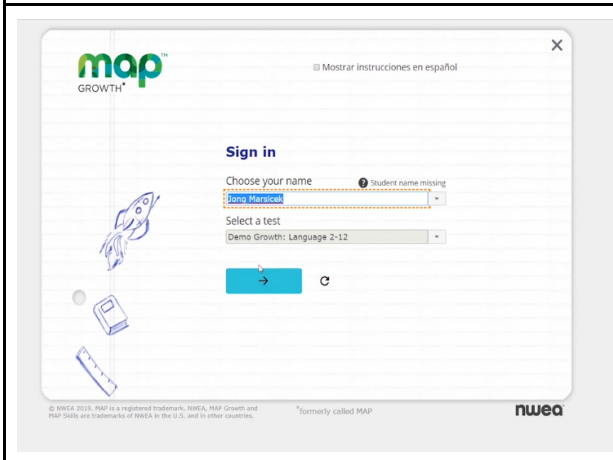 map™
GROWTH*
Mostrar instrucciones en español
Sign in
Choose your name
? Student name missing
Jong Marsicek
Select a test
Demo Growth: Language 2-12
© NWEA 2019. MAP is a registered trademark, NWEA, MAP Growth and
MAP Skills are trademarks of NWEA in the U.S. and in other countries.
*formerly called MAP
nwea